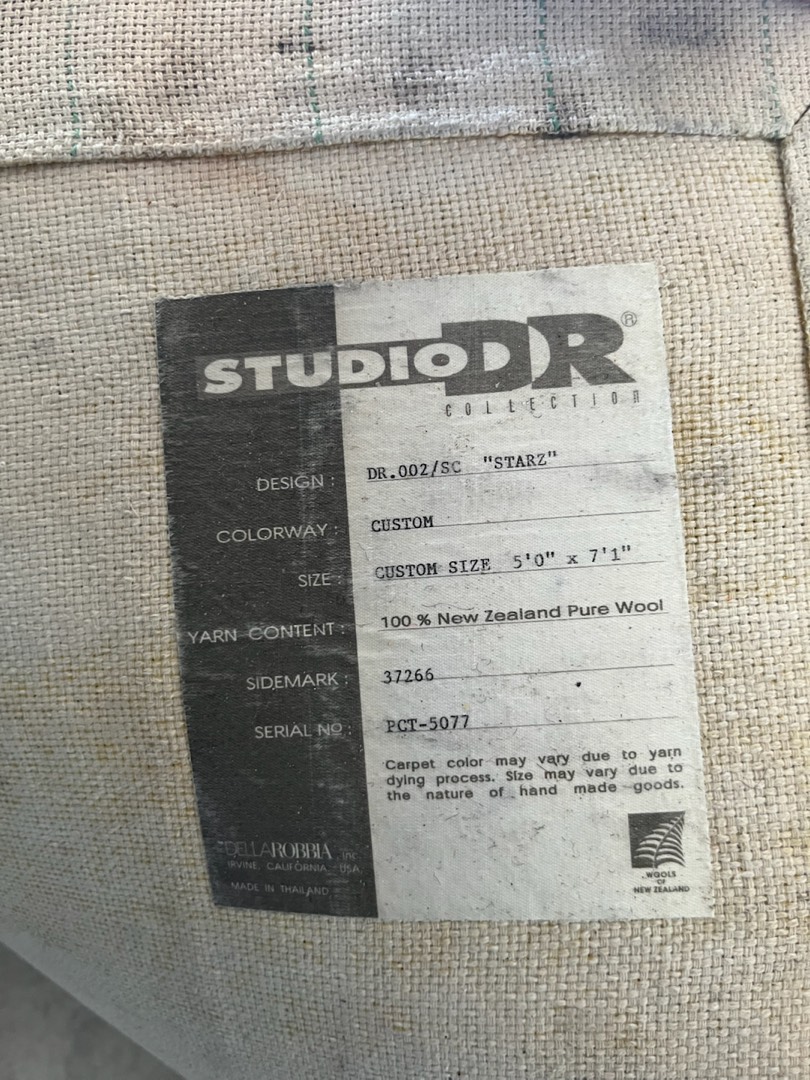 STUDIO DR®
COLLECTION
DESIGN : DR.002/SC "STARZ"
COLORWAY : CUSTOM
SIZE : CUSTOM SIZE 5'0" x 7'1"
YARN CONTENT : 100 % New Zealand Pure Wool
SIDEMARK : 37266
SERIAL No : PCT-5077
Carpet color may vary due to yarn
dying process. Size may vary due to
the nature of hand made goods.
DELLAROBBIA, Inc
IRVINE, CALIFORNIA, USA
MADE IN THAILAND
WOOLS
OF
NEW ZEALAND